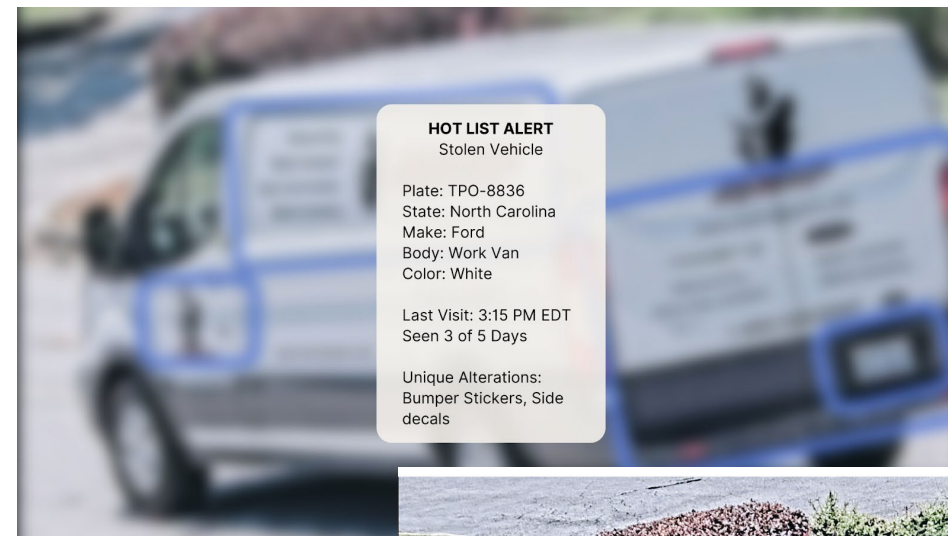 HOT LIST ALERT
Stolen Vehicle
Plate: TPO-8836
State: North Carolina
Make: Ford
Body: Work Van
Color: White
Last Visit: 3:15 PM EDT
Seen 3 of 5 Days
Unique Alterations:
Bumper Stickers, Side
decals